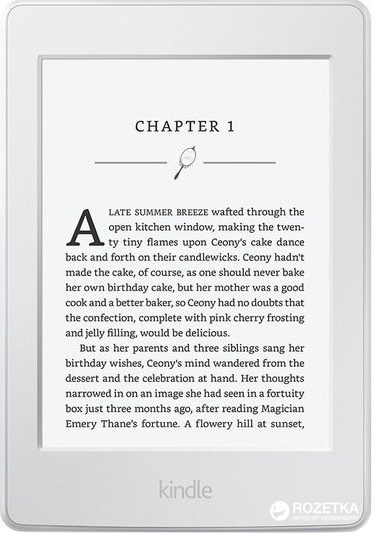 CHAPTER 1
A LATE SUMMER BREEZE wafted through the
open kitchen window, making the twen-
ty tiny flames upon Ceony's cake dance
back and forth on their candlewicks. Ceony hadn't
made the cake, of course, as one should never bake
her own birthday cake, but her mother was a good
cook and a better baker, so Ceony had no doubts that
the confection, complete with pink cherry frosting
and jelly filling, would be delicious.
But as her parents and three siblings sang her
birthday wishes, Ceony's mind wandered from the
dessert and the celebration at hand. Her thoughts
narrowed in on an image she had seen in a fortuity
box just three months ago, after reading Magician
Emery Thane's fortune. A flowery hill at sunset,
kindle
ROZETKA